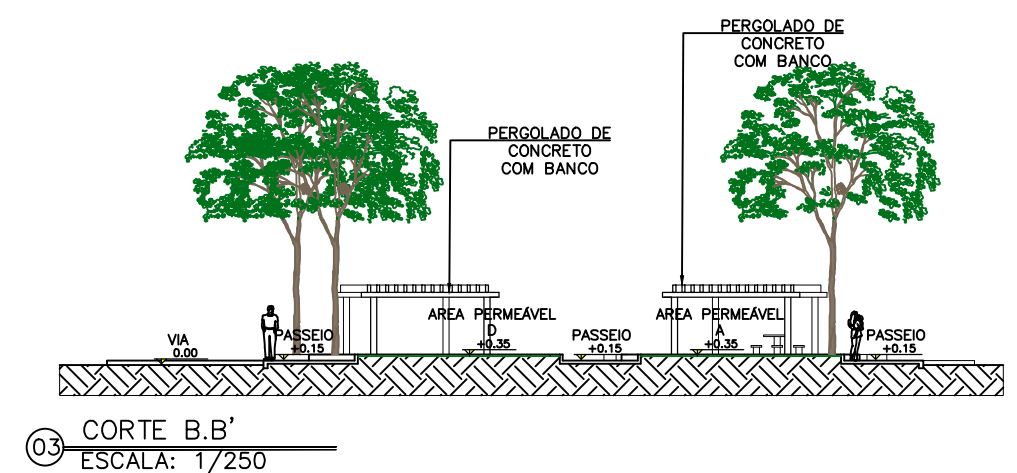 PERGOLADO DE
CONCRETO
COM BANCO
PERGOLADO DE
CONCRETO
COM BANCO
VIA
0.00
PASSEIO
+0.15
AREA PERMEÁVEL
D
+0.35
PASSEIO
+0.15
AREA PERMEÁVEL
A
+0.35
PASSEIO
+0.15
03
CORTE B.B'
ESCALA: 1/250